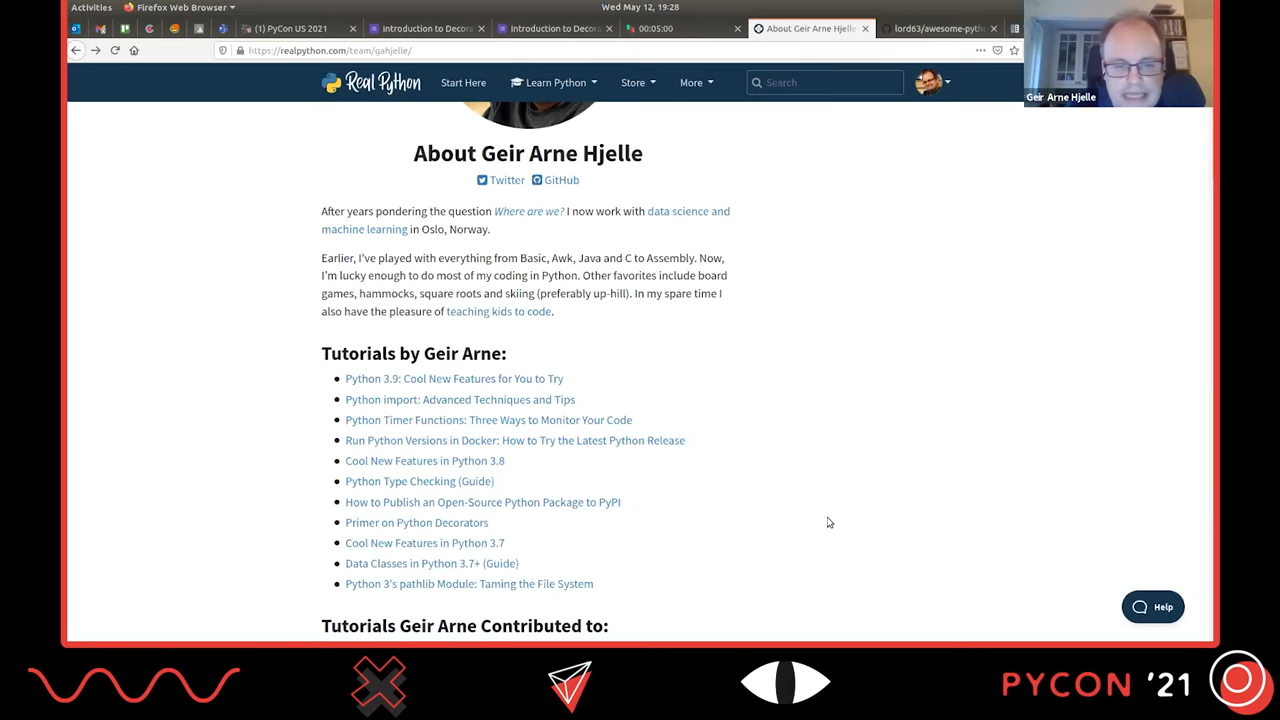 Activities
Firefox Web Browser
Wed May 12, 19:28
(1) PyCon US 2021
Introduction to Decora
Introduction to Decora
00:05:00
About Geir Arne Hjelle
lord63/awesome-pyth
https://realpython.com/team/gahjelle/
Real Python
Start Here
Learn Python
Store
More
Search
Geir Arne Hjelle
About Geir Arne Hjelle
Twitter
GitHub
After years pondering the question Where are we? I now work with data science and
machine learning in Oslo, Norway.
Earlier, I've played with everything from Basic, Awk, Java and C to Assembly. Now,
I'm lucky enough to do most of my coding in Python. Other favorites include board
games, hammocks, square roots and skiing (preferably up-hill). In my spare time I
also have the pleasure of teaching kids to code.
Tutorials by Geir Arne:
Python 3.9: Cool New Features for You to Try
Python import: Advanced Techniques and Tips
Python Timer Functions: Three Ways to Monitor Your Code
Run Python Versions in Docker: How to Try the Latest Python Release
Cool New Features in Python 3.8
Python Type Checking (Guide)
How to Publish an Open-Source Python Package to PyPI
Primer on Python Decorators
Cool New Features in Python 3.7
Data Classes in Python 3.7+ (Guide)
Python 3's pathlib Module: Taming the File System
Tutorials Geir Arne Contributed to:
Help
PYCON '21